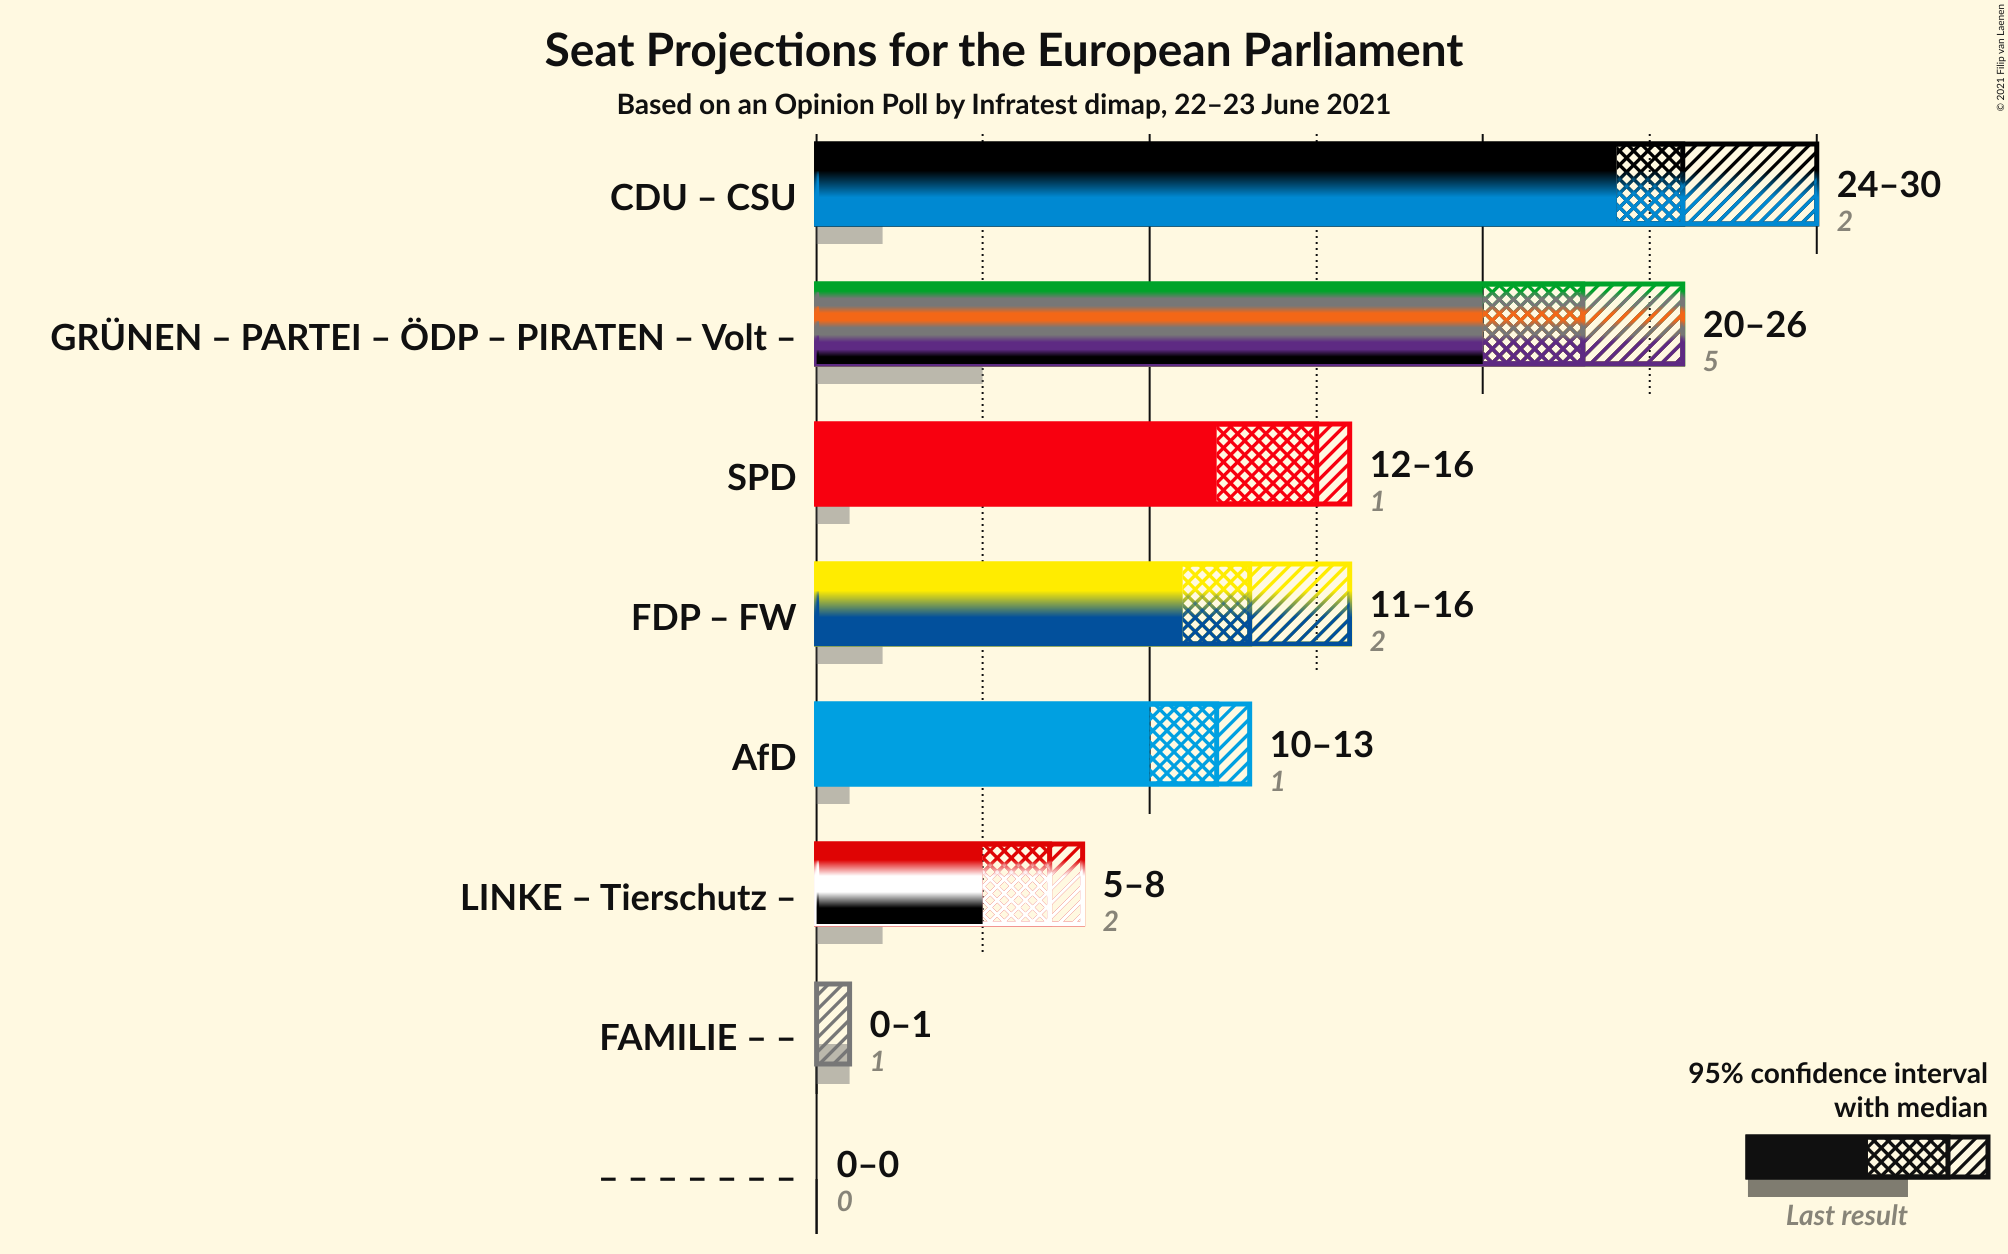 Seat Projections for the European Parliament
Based on an Opinion Poll by Infratest dimap, 22–23 June 2021
© 2021 Filip van Laenen
CDU – CSU
24–30
2
GRÜNEN – PARTEI – ÖDP – PIRATEN – Volt –
20–26
5
SPD
12–16
1
FDP – FW
11–16
2
AfD
10–13
1
LINKE – Tierschutz –
5–8
2
FAMILIE – –
0–1
1
– – – – – – –
0–0
0
95% confidence interval
with median
Last result